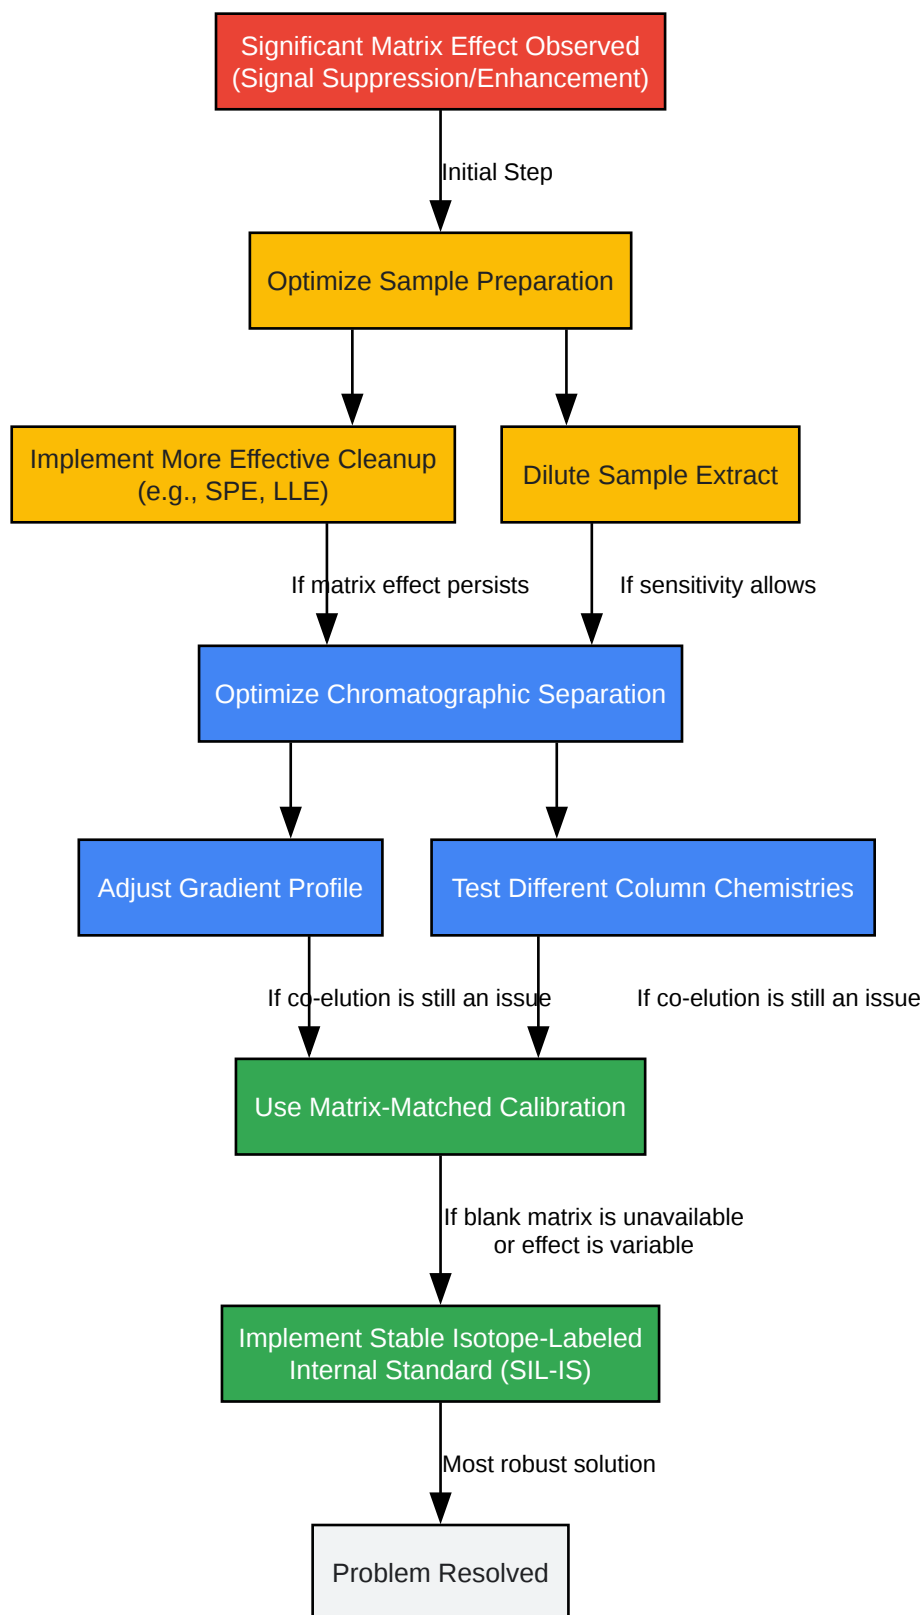 Significant Matrix Effect Observed
(Signal Suppression/Enhancement)
Initial Step
Optimize Sample Preparation
Implement More Effective Cleanup
(e.g., SPE, LLE)
Dilute Sample Extract
If matrix effect persists
If sensitivity allows
Optimize Chromatographic Separation
Adjust Gradient Profile
Test Different Column Chemistries
If co-elution is still an issue
If co-elution is still an issue
Use Matrix-Matched Calibration
If blank matrix is unavailable
or effect is variable
Implement Stable Isotope-Labeled
Internal Standard (SIL-IS)
Most robust solution
Problem Resolved